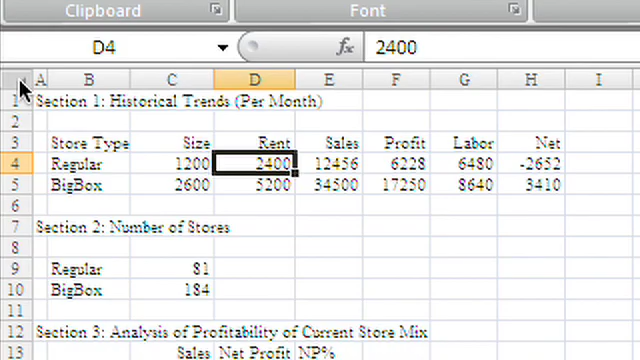 Clipboard Font
D4 fx 2400
A B C D E F G H I
1 Section 1: Historical Trends (Per Month)
2
3 Store Type Size Rent Sales Profit Labor Net
4 Regular 1200 2400 12456 6228 6480 -2652
5 BigBox 2600 5200 34500 17250 8640 3410
6
7 Section 2: Number of Stores
8
9 Regular 81
10 BigBox 184
11
12 Section 3: Analysis of Profitability of Current Store Mix
13 Sales Net Profit NP%